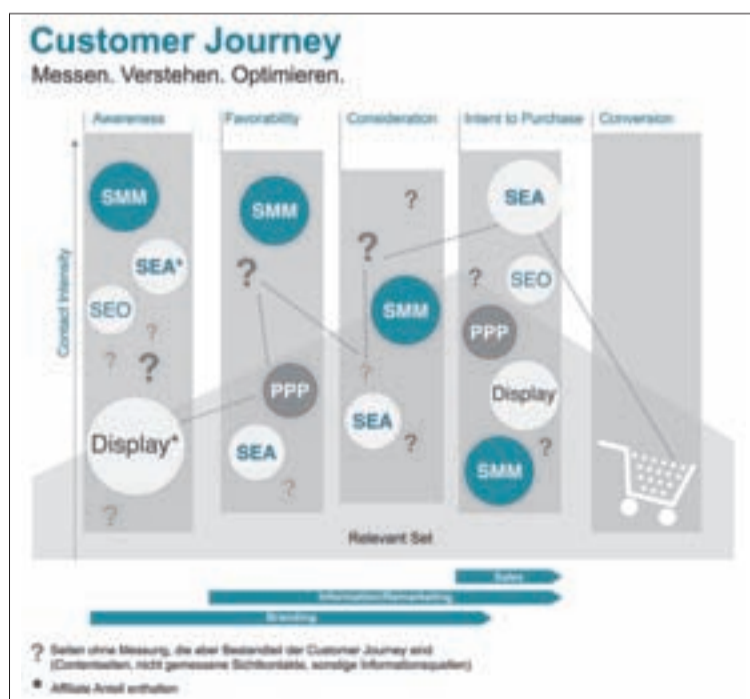 Customer Journey
Messen. Verstehen. Optimieren.
Awareness Favorability Consideration Intent to Purchase Conversion
Contact Intensity
SMM
SEA*
SEO
?
?
?
Display*
?
SMM
?
PPP
SEA
?
?
?
SMM
?
SEA
?
SEA
?
SEO
PPP
Display
?
SMM
Relevant Set
Sales
Information/Remarketing
Branding
? Seiten ohne Messung, die aber Bestandteil der Customer Journey sind
(Contentseiten, nicht gemessene Sichtkontakte, sonstige Informationsquellen)
* Affiliate Anteil enthalten